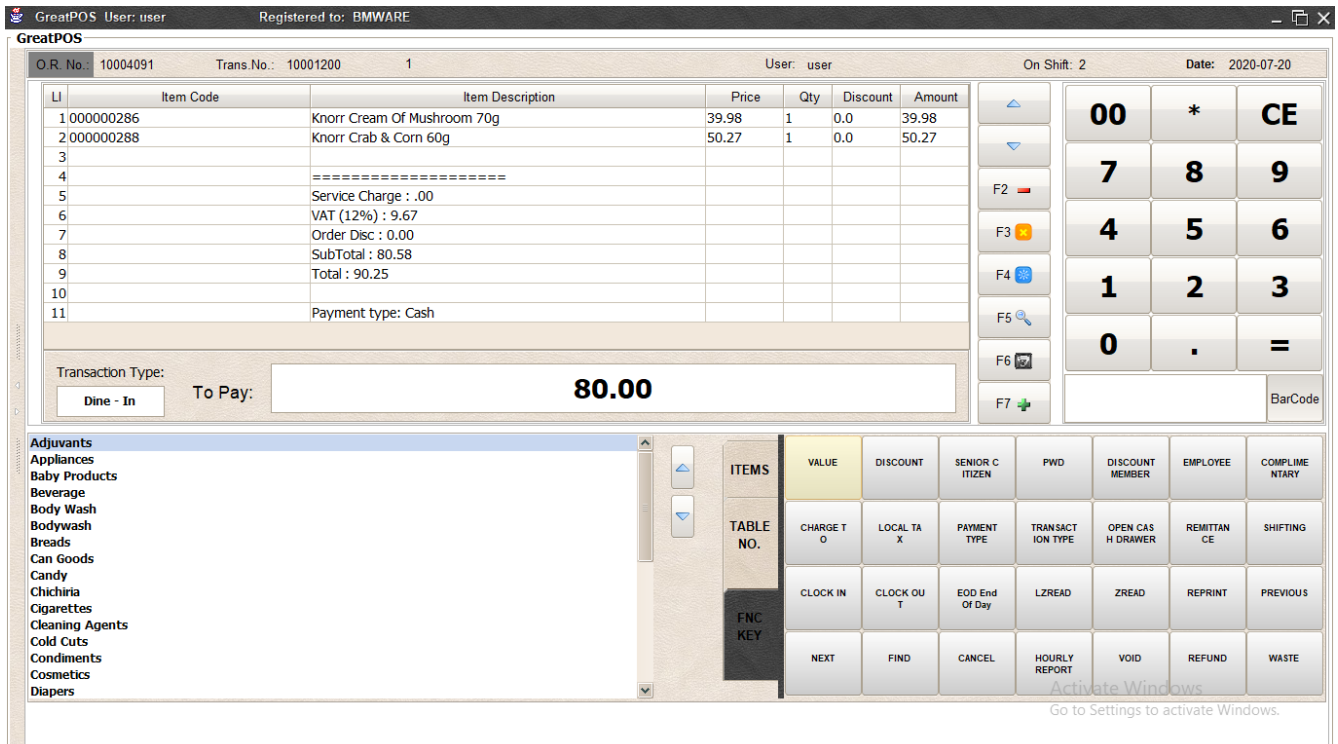 GreatPOS User: user Registered to: BMWARE
GreatPOS
O.R. No.: 10004091 Trans.No.: 10001200 1 User: user On Shift: 2 Date: 2020-07-20
LI Item Code Item Description Price Qty Discount Amount
1 000000286 Knorr Cream Of Mushroom 70g 39.98 1 0.0 39.98
2 000000288 Knorr Crab & Corn 60g 50.27 1 0.0 50.27
3
4 ====================
5 Service Charge : .00
6 VAT (12%) : 9.67
7 Order Disc : 0.00
8 SubTotal : 80.58
9 Total : 90.25
10
11 Payment type: Cash
Transaction Type:
Dine - In
To Pay: 80.00
F2
F3
F4
F5
F6
F7
00 * CE
7 8 9
4 5 6
1 2 3
0 . =
BarCode
Adjuvants
Appliances
Baby Products
Beverage
Body Wash
Bodywash
Breads
Can Goods
Candy
Chichiria
Cigarettes
Cleaning Agents
Cold Cuts
Condiments
Cosmetics
Diapers
ITEMS
TABLE
NO.
FNC
KEY
VALUE
DISCOUNT
SENIOR C
ITIZEN
PWD
DISCOUNT
MEMBER
EMPLOYEE
COMPLIME
NTARY
CHARGE T
O
LOCAL TA
X
PAYMENT
TYPE
TRANSACT
ION TYPE
OPEN CAS
H DRAWER
REMITTAN
CE
SHIFTING
CLOCK IN
CLOCK OU
T
EOD End
Of Day
LZREAD
ZREAD
REPRINT
PREVIOUS
NEXT
FIND
CANCEL
HOURLY
REPORT
VOID
REFUND
WASTE
Activate Windows
Go to Settings to activate Windows.